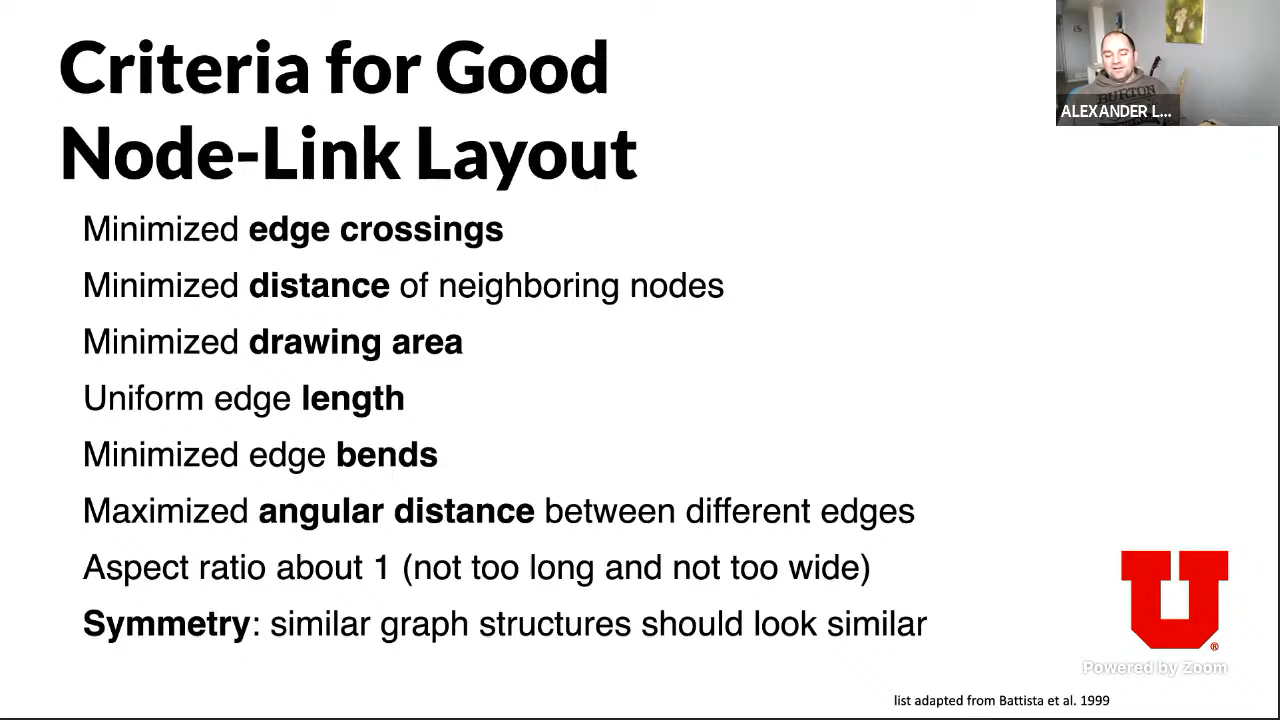 Criteria for Good
Node-Link Layout
ALEXANDER L...
BURTON
Minimized edge crossings
Minimized distance of neighboring nodes
Minimized drawing area
Uniform edge length
Minimized edge bends
Maximized angular distance between different edges
Aspect ratio about 1 (not too long and not too wide)
Symmetry: similar graph structures should look similar
U
®
Powered by Zoom
list adapted from Battista et al. 1999